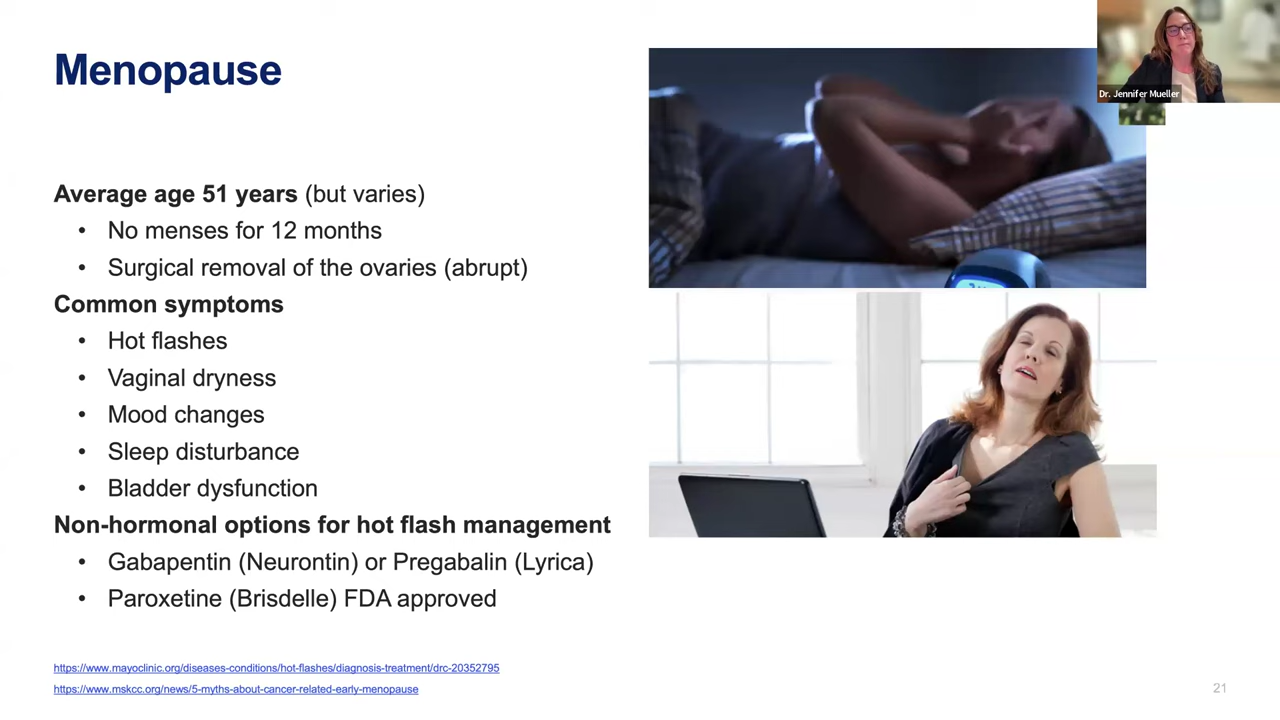 Menopause
Dr. Jennifer Mueller
Average age 51 years (but varies)
• No menses for 12 months
• Surgical removal of the ovaries (abrupt)
Common symptoms
• Hot flashes
• Vaginal dryness
• Mood changes
• Sleep disturbance
• Bladder dysfunction
Non-hormonal options for hot flash management
• Gabapentin (Neurontin) or Pregabalin (Lyrica)
• Paroxetine (Brisdelle) FDA approved
https://www.mayoclinic.org/diseases-conditions/hot-flashes/diagnosis-treatment/drc-20352795
https://www.mskcc.org/news/5-myths-about-cancer-related-early-menopause
21